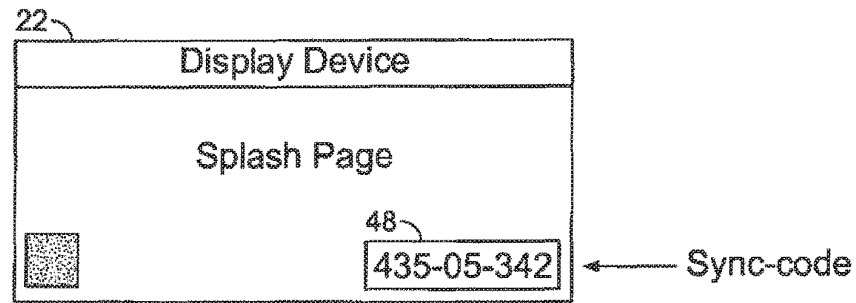 22
Display Device
Splash Page
48
435-05-342
Sync-code